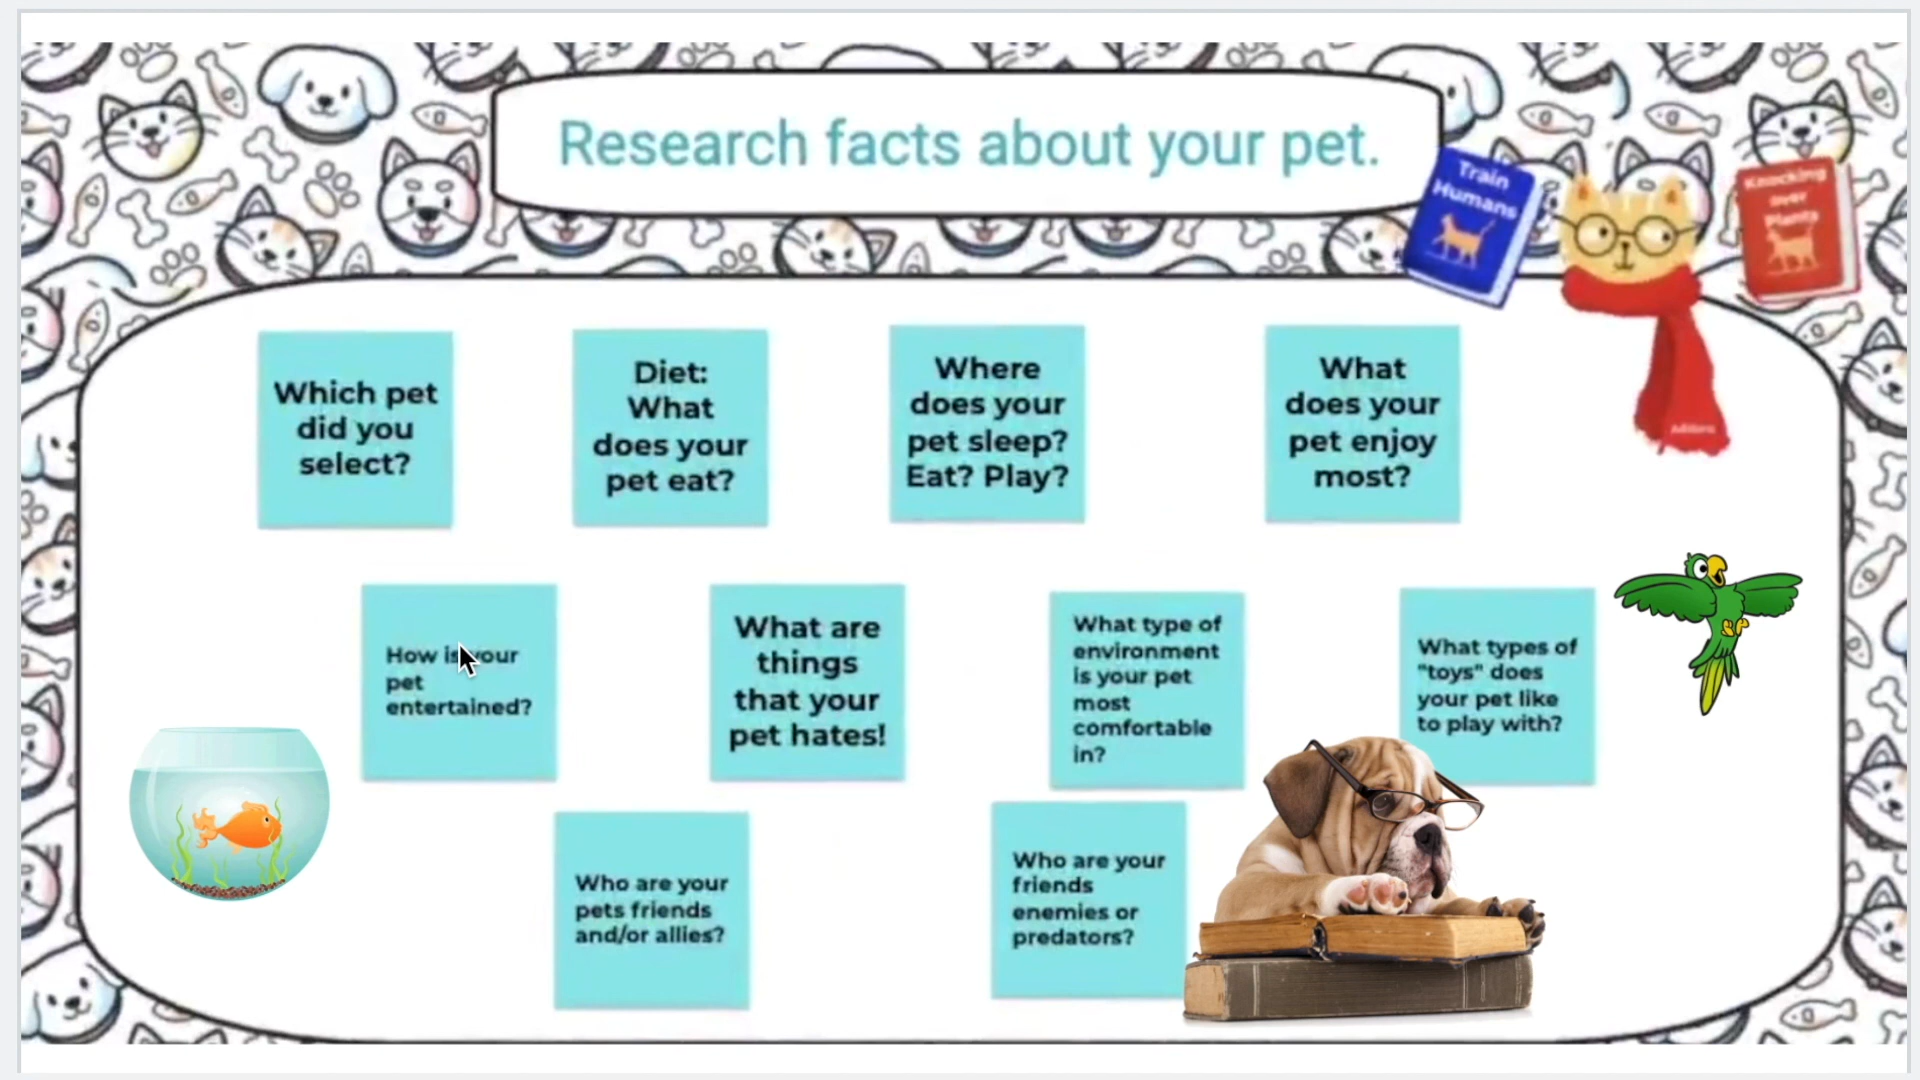 Research facts about your pet.
Train
Humans
Knocking
over
Plants
Which pet
did you
select?
Diet:
What
does your
pet eat?
Where
does your
pet sleep?
Eat? Play?
What
does your
pet enjoy
most?
How is your
pet
entertained?
What are
things
that your
pet hates!
What type of
environment
is your pet
most
comfortable
in?
What types of
"toys" does
your pet like
to play with?
Who are your
pets friends
and/or allies?
Who are your
friends
enemies or
predators?